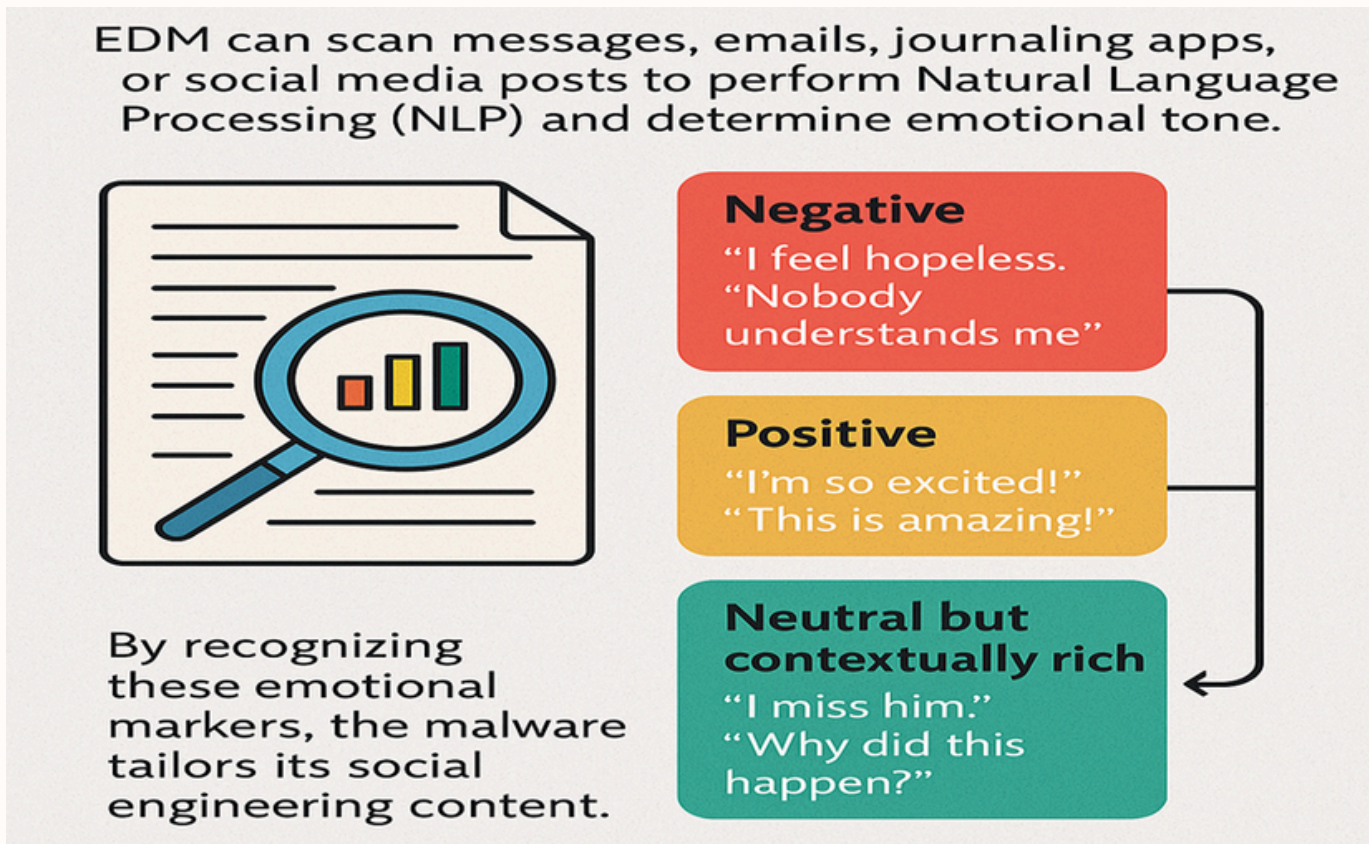 EDM can scan messages, emails, journaling apps,
or social media posts to perform Natural Language
Processing (NLP) and determine emotional tone.
Negative
“I feel hopeless.
“Nobody
understands me”
Positive
“I’m so excited!”
“This is amazing!”
Neutral but
contextually rich
“I miss him.”
“Why did this
happen?”
By recognizing
these emotional
markers, the malware
tailors its social
engineering content.